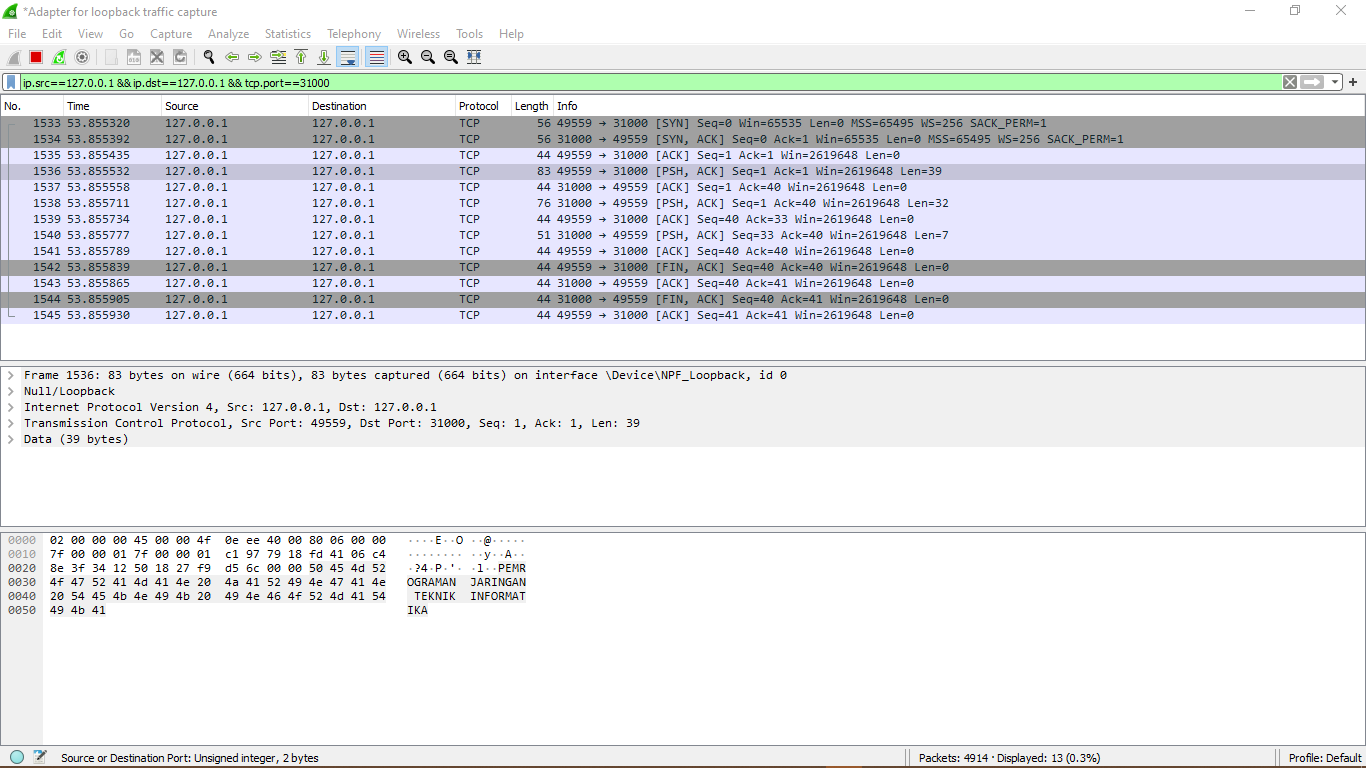 *Adapter for loopback traffic capture
File Edit View Go Capture Analyze Statistics Telephony Wireless Tools Help
ip.src==127.0.0.1 && ip.dst==127.0.0.1 && tcp.port==31000
No. Time Source Destination Protocol Length Info
1533 53.855320 127.0.0.1 127.0.0.1 TCP 56 49559 → 31000 [SYN] Seq=0 Win=65535 Len=0 MSS=65495 WS=256 SACK_PERM=1
1534 53.855392 127.0.0.1 127.0.0.1 TCP 56 31000 → 49559 [SYN, ACK] Seq=0 Ack=1 Win=65535 Len=0 MSS=65495 WS=256 SACK_PERM=1
1535 53.855435 127.0.0.1 127.0.0.1 TCP 44 49559 → 31000 [ACK] Seq=1 Ack=1 Win=2619648 Len=0
1536 53.855532 127.0.0.1 127.0.0.1 TCP 83 49559 → 31000 [PSH, ACK] Seq=1 Ack=1 Win=2619648 Len=39
1537 53.855558 127.0.0.1 127.0.0.1 TCP 44 31000 → 49559 [ACK] Seq=1 Ack=40 Win=2619648 Len=0
1538 53.855711 127.0.0.1 127.0.0.1 TCP 76 31000 → 49559 [PSH, ACK] Seq=1 Ack=40 Win=2619648 Len=32
1539 53.855734 127.0.0.1 127.0.0.1 TCP 44 49559 → 31000 [ACK] Seq=40 Ack=33 Win=2619648 Len=0
1540 53.855777 127.0.0.1 127.0.0.1 TCP 51 31000 → 49559 [PSH, ACK] Seq=33 Ack=40 Win=2619648 Len=7
1541 53.855789 127.0.0.1 127.0.0.1 TCP 44 49559 → 31000 [ACK] Seq=40 Ack=40 Win=2619648 Len=0
1542 53.855839 127.0.0.1 127.0.0.1 TCP 44 49559 → 31000 [FIN, ACK] Seq=40 Ack=40 Win=2619648 Len=0
1543 53.855865 127.0.0.1 127.0.0.1 TCP 44 31000 → 49559 [ACK] Seq=40 Ack=41 Win=2619648 Len=0
1544 53.855905 127.0.0.1 127.0.0.1 TCP 44 31000 → 49559 [FIN, ACK] Seq=40 Ack=41 Win=2619648 Len=0
1545 53.855930 127.0.0.1 127.0.0.1 TCP 44 49559 → 31000 [ACK] Seq=41 Ack=41 Win=2619648 Len=0
Frame 1536: 83 bytes on wire (664 bits), 83 bytes captured (664 bits) on interface \Device\NPF_Loopback, id 0
Null/Loopback
Internet Protocol Version 4, Src: 127.0.0.1, Dst: 127.0.0.1
Transmission Control Protocol, Src Port: 49559, Dst Port: 31000, Seq: 1, Ack: 1, Len: 39
Data (39 bytes)
0000 02 00 00 00 45 00 00 4f 0e ee 40 00 80 06 00 00 ····E··O ··@·····
0010 7f 00 00 01 7f 00 00 01 c1 97 79 18 fd 41 06 c4 ········ ··y··A··
0020 8e 3f 34 12 50 18 27 f9 d5 6c 00 00 50 45 4d 52 ·?4·P·'· ·l··PEMR
0030 4f 47 52 41 4d 41 4e 20 4a 41 52 49 4e 47 41 4e OGRAMAN JARINGAN
0040 20 54 45 4b 4e 49 4b 20 49 4e 46 4f 52 4d 41 54 TEKNIK INFORMAT
0050 49 4b 41 IKA
Source or Destination Port: Unsigned integer, 2 bytes
Packets: 4914 · Displayed: 13 (0.3%)
Profile: Default